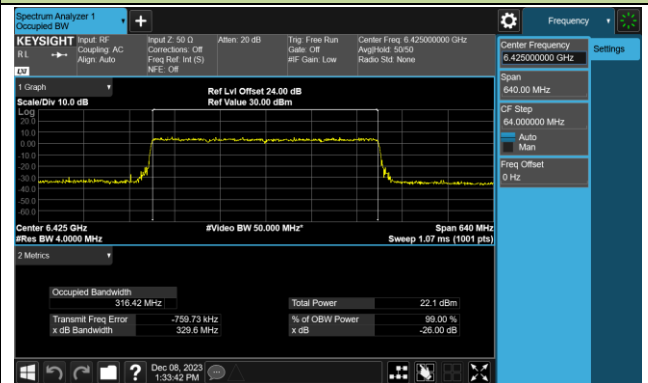 Spectrum Analyzer 1
Occupied BW
Frequency
KEYSIGHT
R L
Input: RF
Coupling: AC
Align: Auto
Input Z: 50 Ω
Corrections: Off
Freq Ref: Int (S)
NFE: Off
Atten: 20 dB
Trig: Free Run
Gate: Off
#IF Gain: Low
Center Freq: 6.425000000 GHz
Avg|Hold: 50/50
Radio Std: None
LXI
1 Graph
Scale/Div 10.0 dB
Ref Lvl Offset 24.00 dB
Ref Value 30.00 dBm
Log
20.0
10.0
0.00
-10.0
-20.0
-30.0
-40.0
-50.0
-60.0
Center 6.425 GHz
#Res BW 4.0000 MHz
#Video BW 50.000 MHz*
Span 640 MHz
Sweep 1.07 ms (1001 pts)
2 Metrics
Occupied Bandwidth
316.42 MHz
Transmit Freq Error -759.73 kHz
x dB Bandwidth 329.6 MHz
Total Power 22.1 dBm
% of OBW Power 99.00 %
x dB -26.00 dB
Center Frequency
6.425000000 GHz
Settings
Span
640.00 MHz
CF Step
64.000000 MHz
Auto
Man
Freq Offset
0 Hz
?
Dec 08, 2023
1:33:42 PM